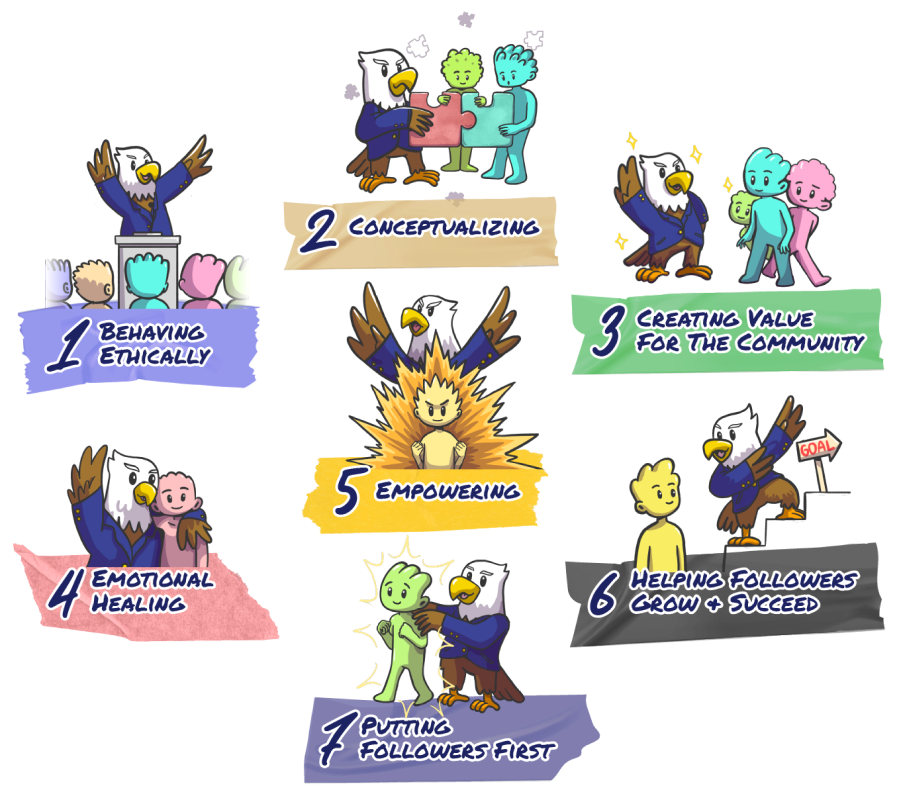 1 Behaving
Ethically
2 Conceptualizing
3 Creating Value
For The Community
4 Emotional
Healing
5 Empowering
GOAL
6 Helping Followers
Grow & Succeed
7 Putting
Followers First